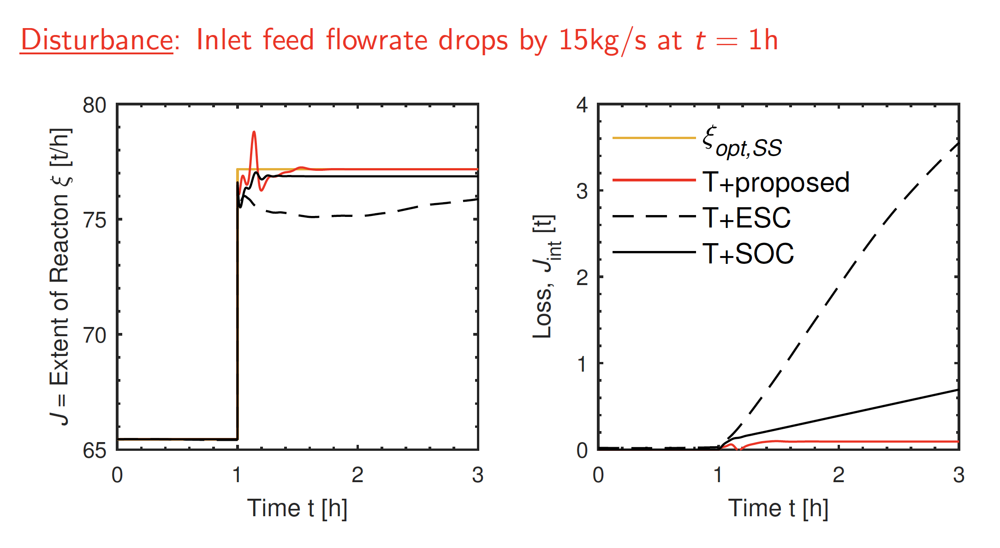 Disturbance: Inlet feed flowrate drops by 15kg/s at t = 1h
J = Extent of Reacton ξ [t/h]
80
75
70
65
0 1 2 3
Time t [h]
Loss, J_int [t]
4
3
2
1
0
ξ_opt,SS
T+proposed
T+ESC
T+SOC
0 1 2 3
Time t [h]